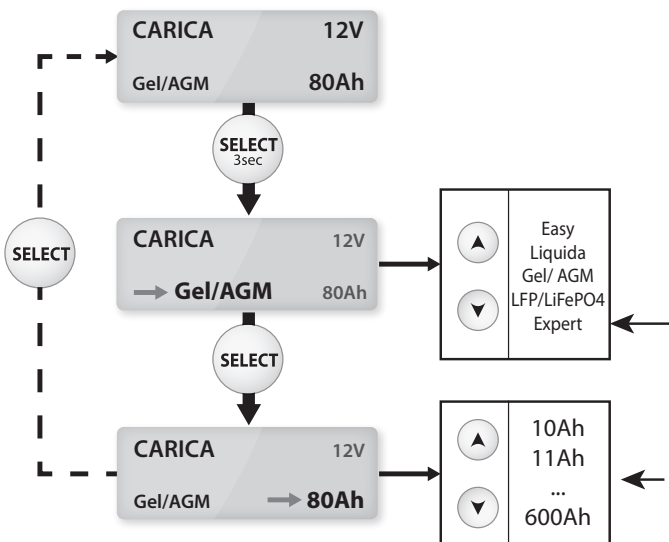 CARICA 12V
Gel/AGM 80Ah
SELECT
3sec
CARICA 12V
Gel/AGM 80Ah
Easy
Liquida
Gel/ AGM
LFP/LiFePO4
Expert
SELECT
SELECT
CARICA 12V
Gel/AGM 80Ah
10Ah
11Ah
...
600Ah